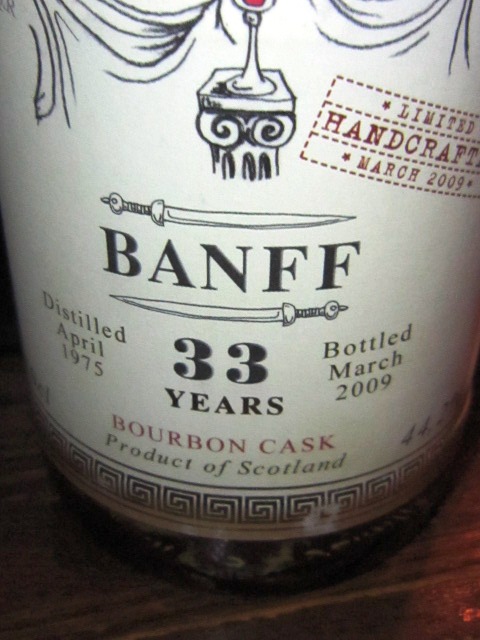 * LIMITED
HANDCRAFT
* MARCH 2009 *
BANFF
Distilled
April
1975
33
YEARS
Bottled
March
2009
BOURBON CASK
Product of Scotland